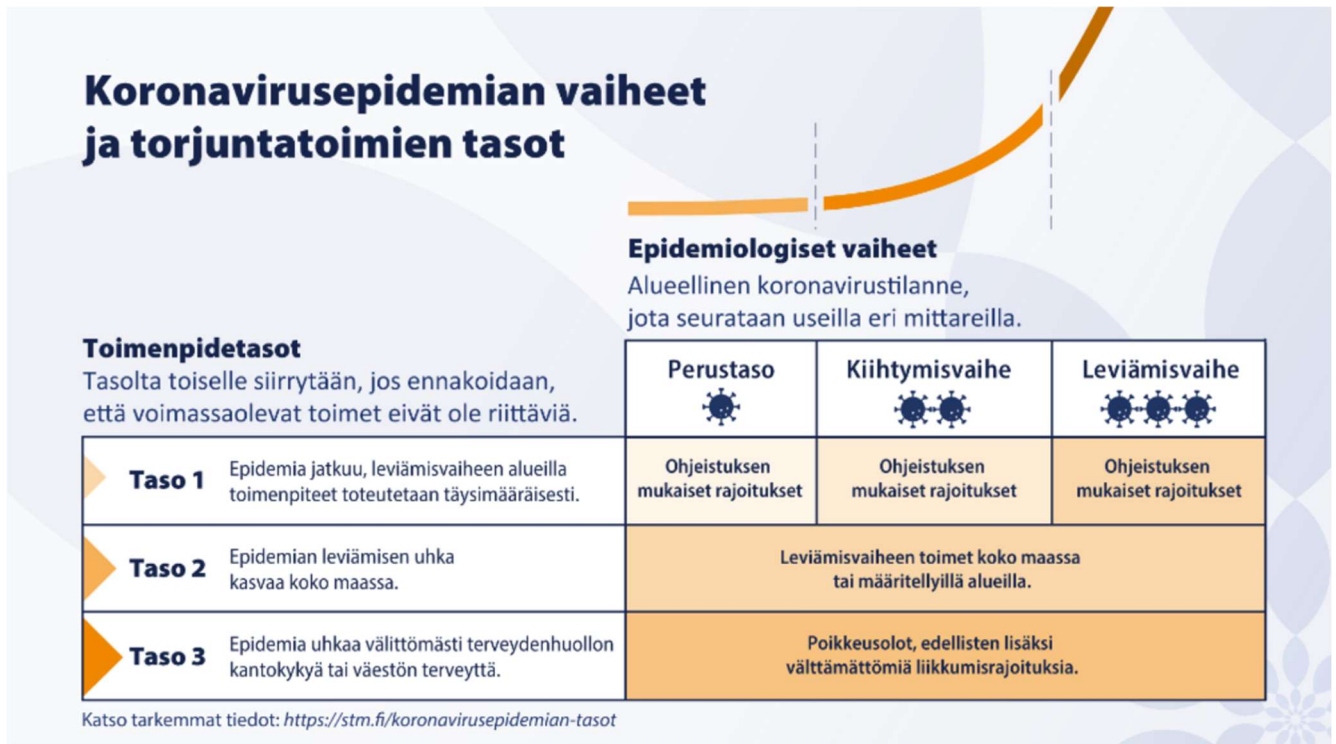 Koronavirusepidemian vaiheet
ja torjuntatoimien tasot
Epidemiologiset vaiheet
Alueellinen koronavirustilanne,
jota seurataan useilla eri mittareilla.
Toimenpidetasot
Tasolta toiselle siirrytään, jos ennakoidaan,
että voimassaolevat toimet eivät ole riittäviä.
Perustaso
Kiihtymisvaihe
Leviämisvaihe
Taso 1
Epidemia jatkuu, leviämisvaiheen alueilla
toimenpiteet toteutetaan täysimääräisesti.
Ohjeistuksen
mukaiset rajoitukset
Ohjeistuksen
mukaiset rajoitukset
Ohjeistuksen
mukaiset rajoitukset
Taso 2
Epidemian leviämisen uhka
kasvaa koko maassa.
Leviämisvaiheen toimet koko maassa
tai määritellyillä alueilla.
Taso 3
Epidemia uhkaa välittömästi terveydenhuollon
kantokykyä tai väestön terveyttä.
Poikkeusolot, edellisten lisäksi
välttämättömiä liikkumisrajoituksia.
Katso tarkemmat tiedot: https://stm.fi/koronavirusepidemian-tasot